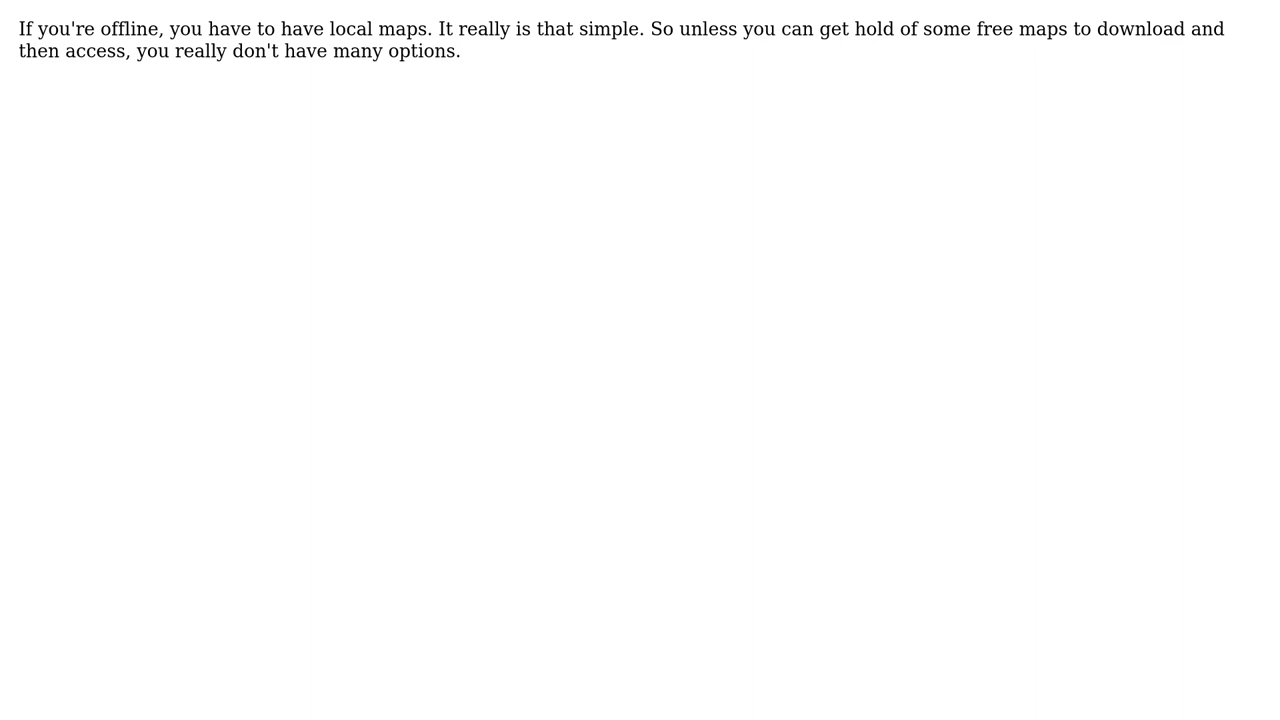 If you're offline, you have to have local maps. It really is that simple. So unless you can get hold of some free maps to download and
then access, you really don't have many options.